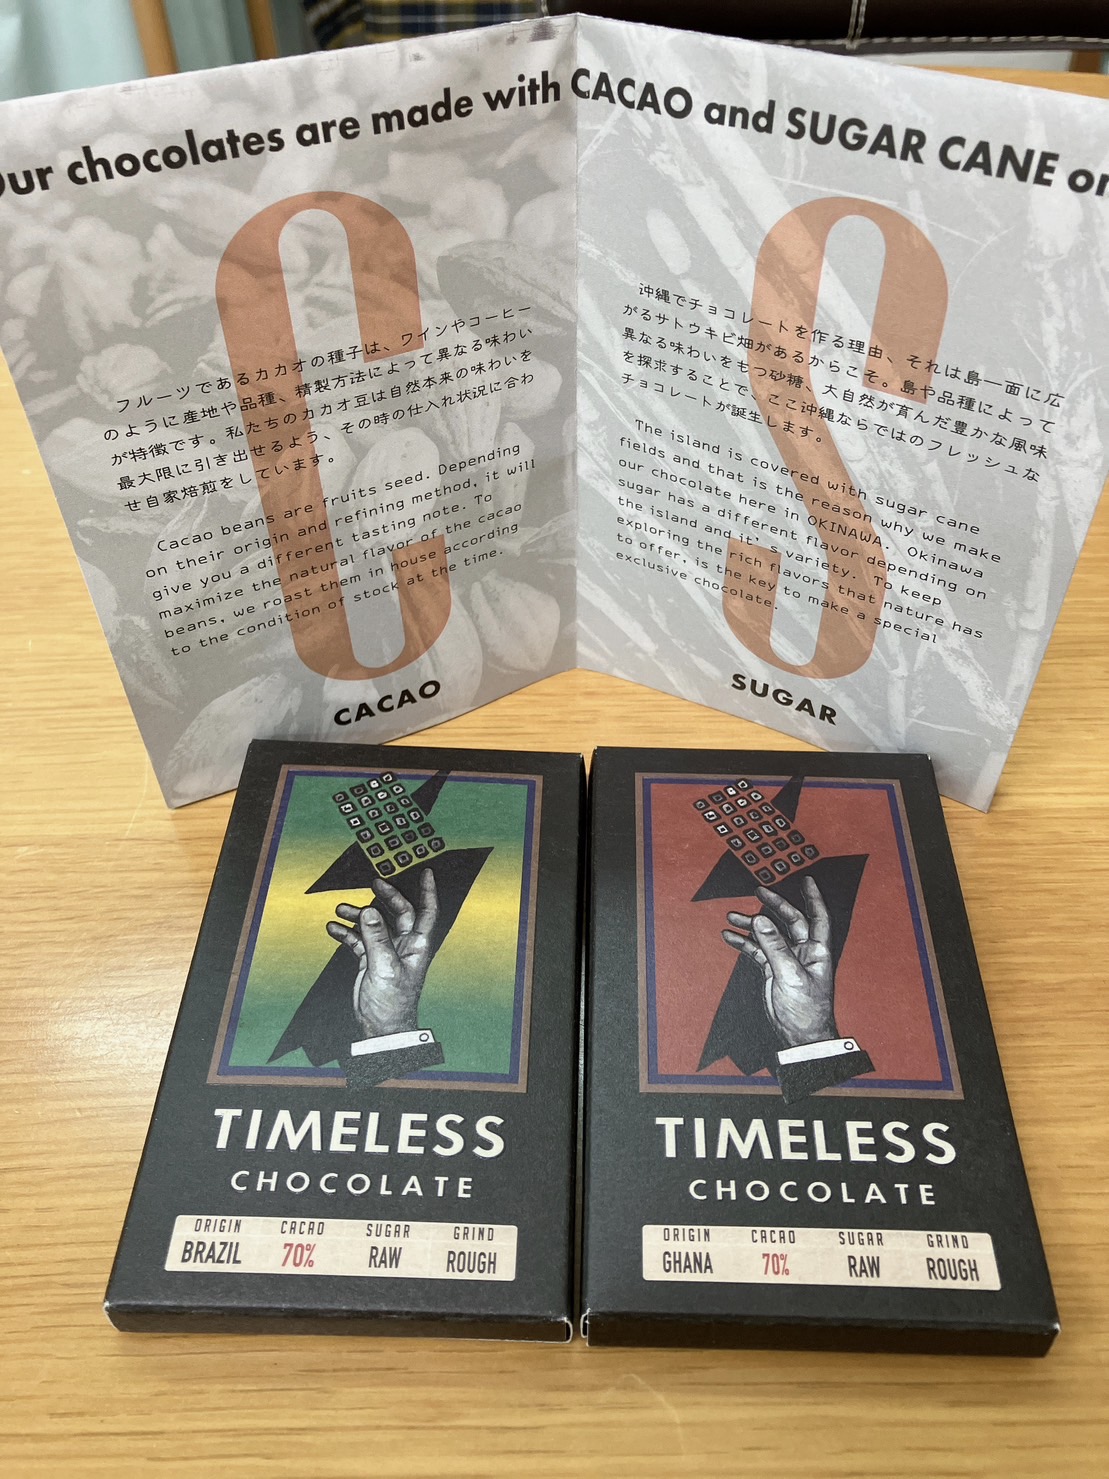 Our chocolates are made with CACAO and SUGAR CANE
フルーツであるカカオの種子は、ワインやコーヒー
のように産地や品種、精製方法によって異なる味わい
が特徴です。私たちのカカオ豆は自然本来の味わいを
最大限に引き出せるよう、その時の仕入れ状況に合わ
せ自家焙煎をしています。
Cacao beans are fruits seed. Depending
on their origin and refining method, it will
give you a different tasting note. To
maximize the natural flavor of the cacao
beans, we roast them in house according
to the condition of stock at the time.
C
CACAO
沖縄でチョコレートを作る理由、それは島一面に広
がるサトウキビ畑があるからこそ。島や品種によって
異なる味わいをもつ砂糖、大自然が育んだ豊かな風味
を探求することで、ここ沖縄ならではのフレッシュな
チョコレートが誕生します。
The island is covered with sugar cane
fields and that is the reason why we make
our chocolate here in OKINAWA. Okinawa
sugar has a different flavor depending on
the island and it's variety. To keep
exploring the rich flavors that nature has
to offer, is the key to make a special
exclusive chocolate.
S
SUGAR
TIMELESS
CHOCOLATE
ORIGIN CACAO SUGAR GRIND
BRAZIL 70% RAW ROUGH
TIMELESS
CHOCOLATE
ORIGIN CACAO SUGAR GRIND
GHANA 70% RAW ROUGH